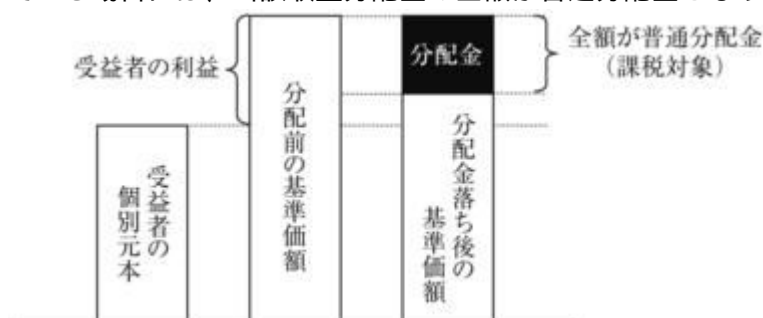 受益者の利益
分配金
全額が普通分配金
（課税対象）
受益者の
個別元本
分配前の基準価額
分配金落ち後の
基準価額